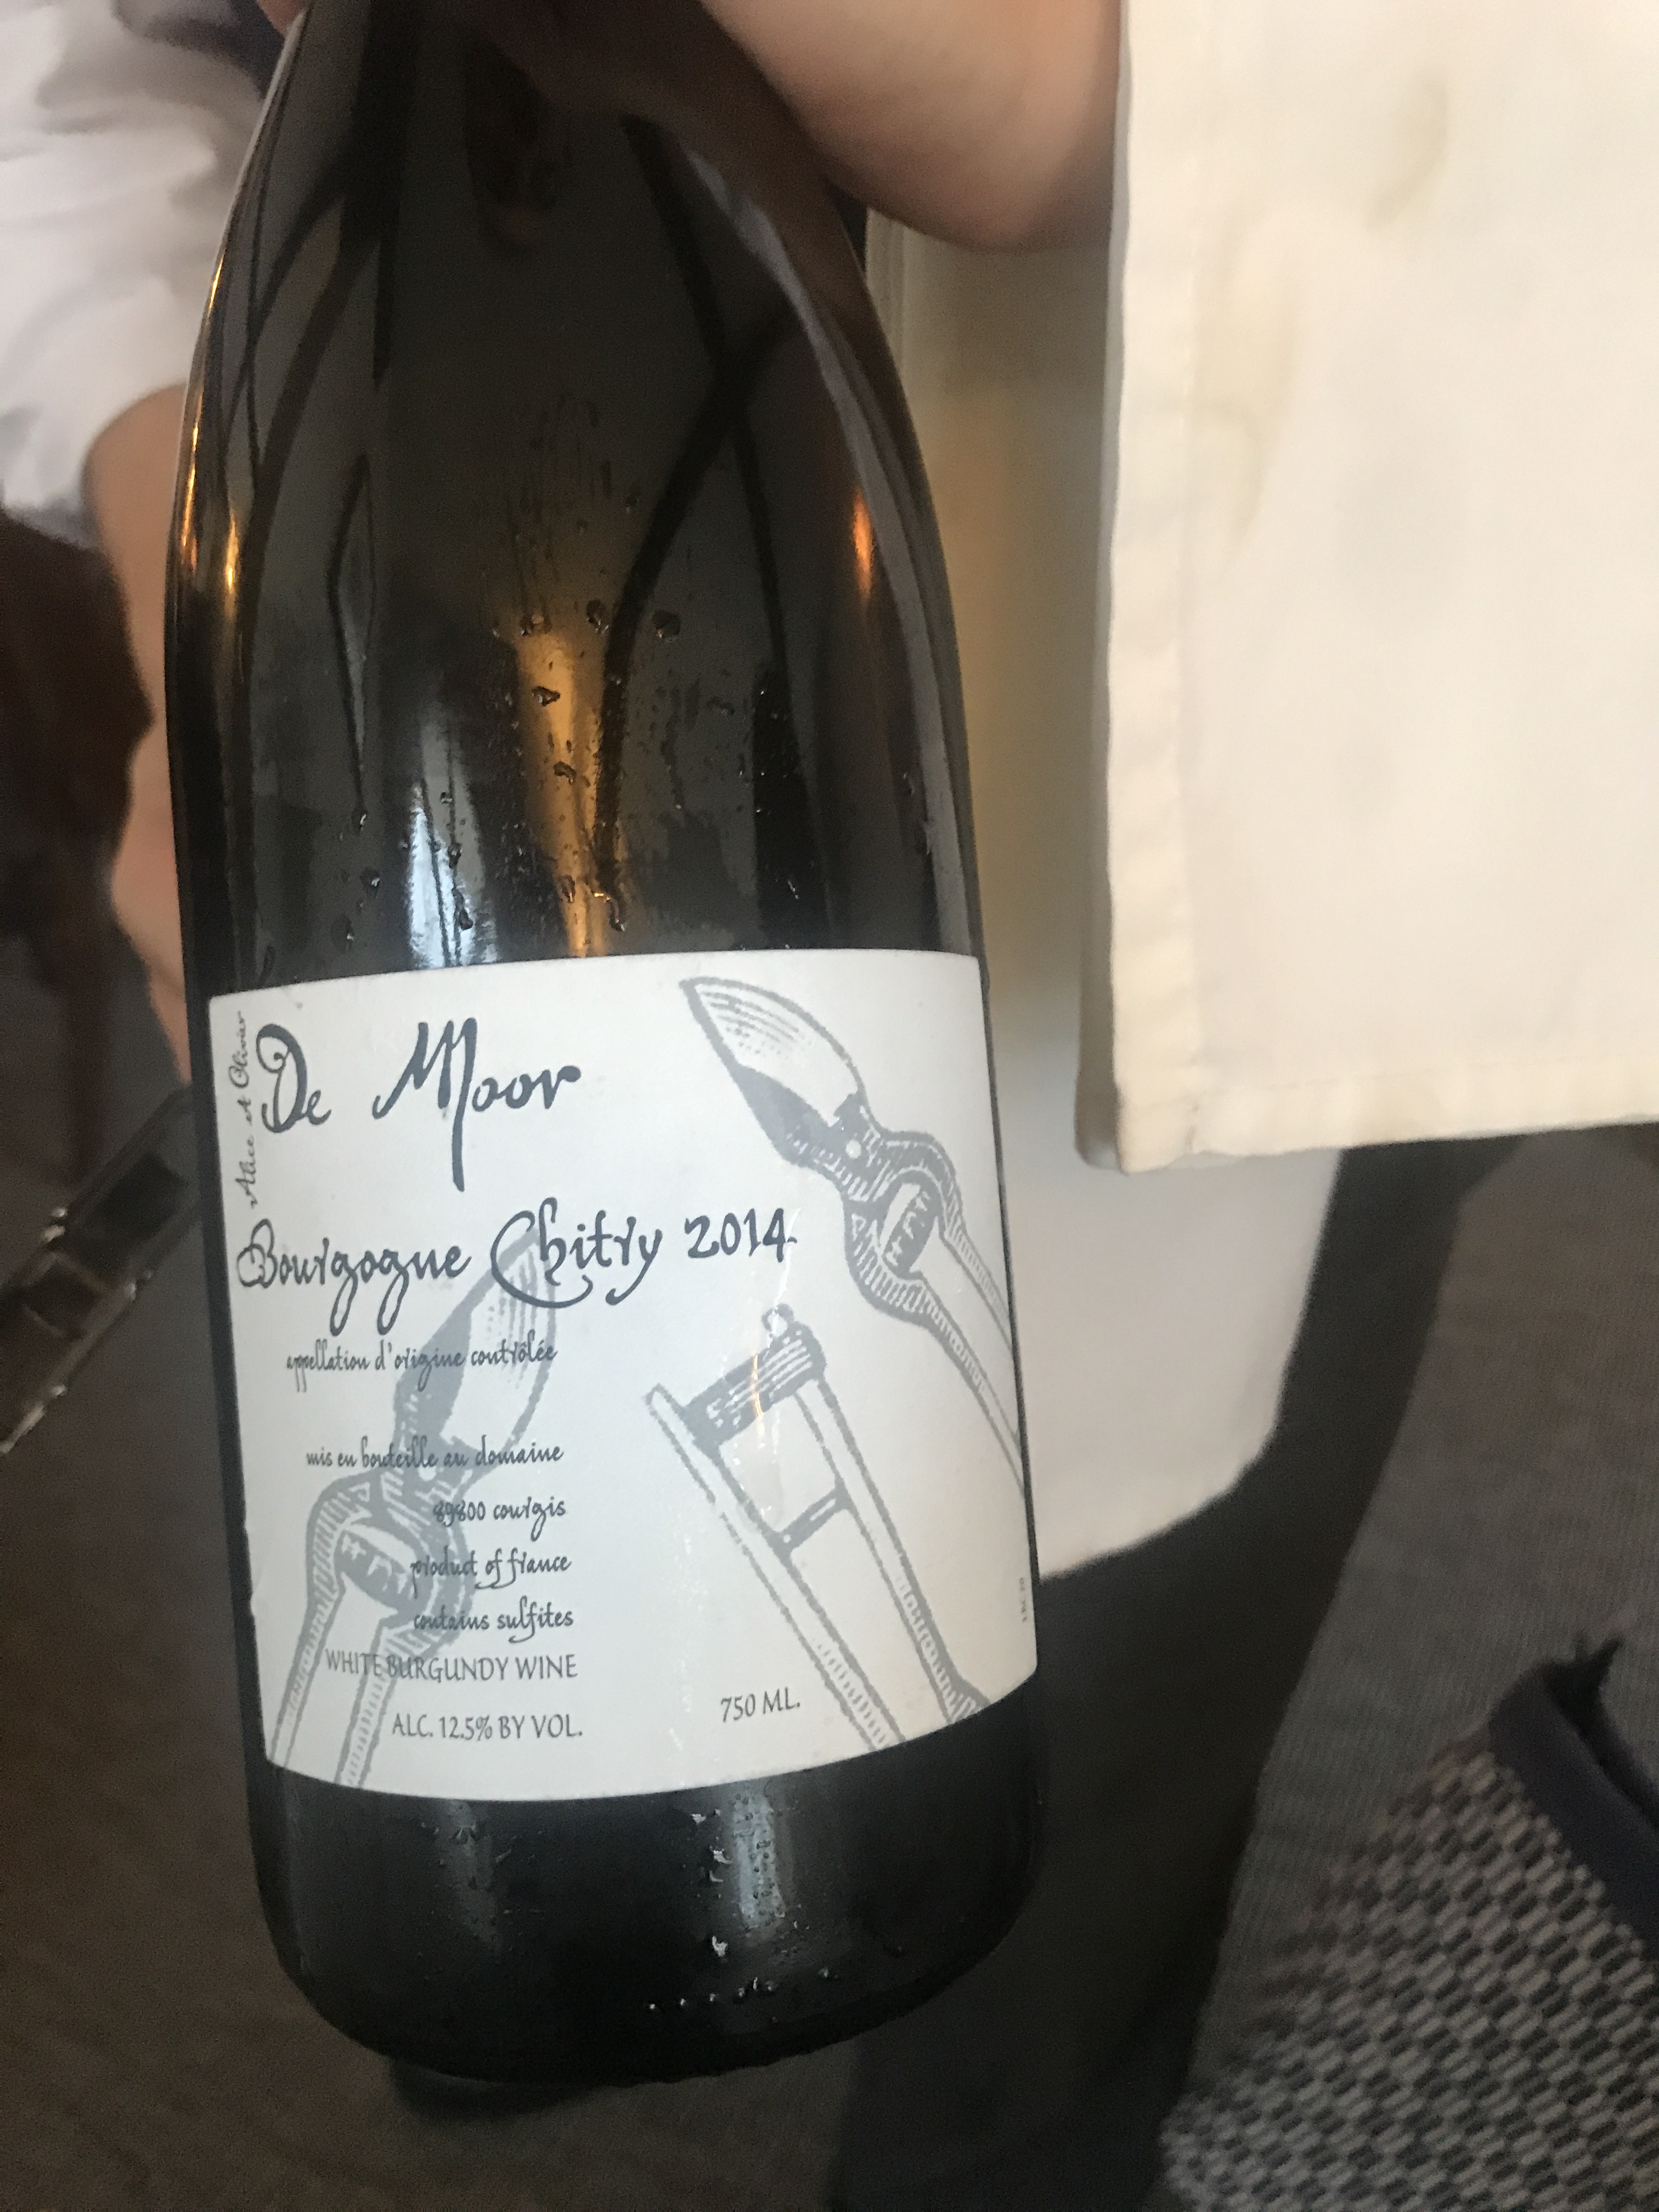 Alice et Olivier
De Moor
Bourgogne Chitry 2014
appellation d'origine contrôlée
mis en bouteille au domaine
89800 courgis
product of france
contains sulfites
WHITE BURGUNDY WINE
ALC. 12.5% BY VOL.
750 ML.